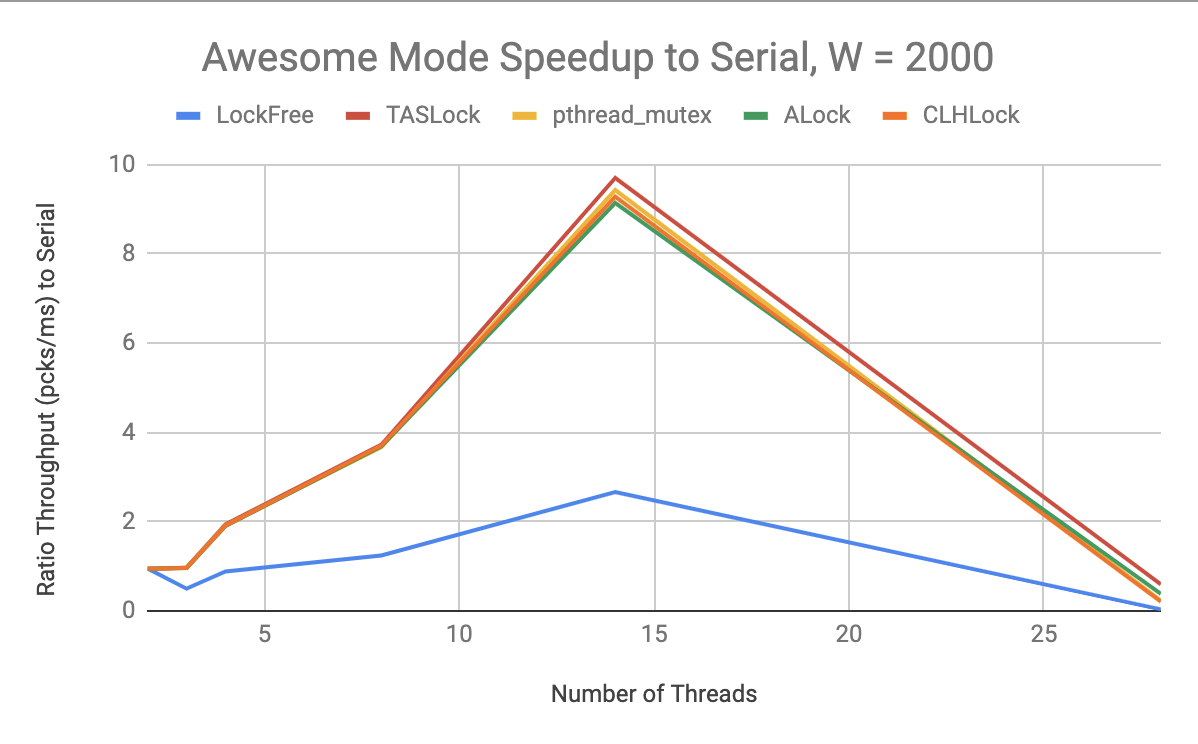 Awesome Mode Speedup to Serial, W = 2000
LockFree TASLock pthread_mutex ALock CLHLock
Ratio Throughput (pcks/ms) to Serial
10
8
6
4
2
0
5 10 15 20 25
Number of Threads